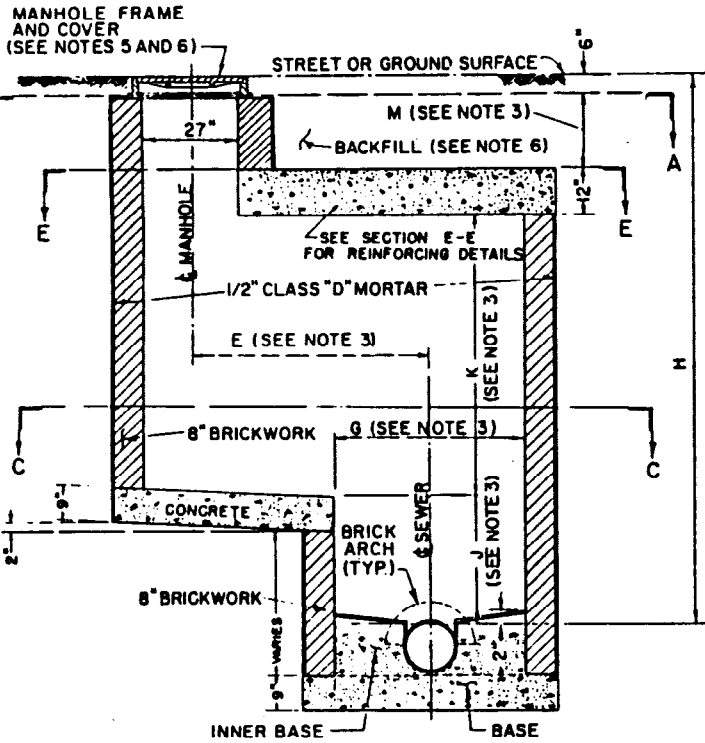 MANHOLE FRAME
AND COVER
(SEE NOTES 5 AND 6)
STREET OR GROUND SURFACE
6"
M (SEE NOTE 3)
27"
BACKFILL (SEE NOTE 6)
A
E
E
12"
SEE SECTION E-E
FOR REINFORCING DETAILS
℄ MANHOLE
1/2" CLASS "D" MORTAR
E (SEE NOTE 3)
K
(SEE NOTE 3)
H
C
C
8" BRICKWORK
G (SEE NOTE 3)
9"
CONCRETE
2"
℄ SEWER
J
(SEE NOTE 3)
BRICK
ARCH
(TYP.)
8" BRICKWORK
VARIES
9"
2"
INNER BASE
BASE